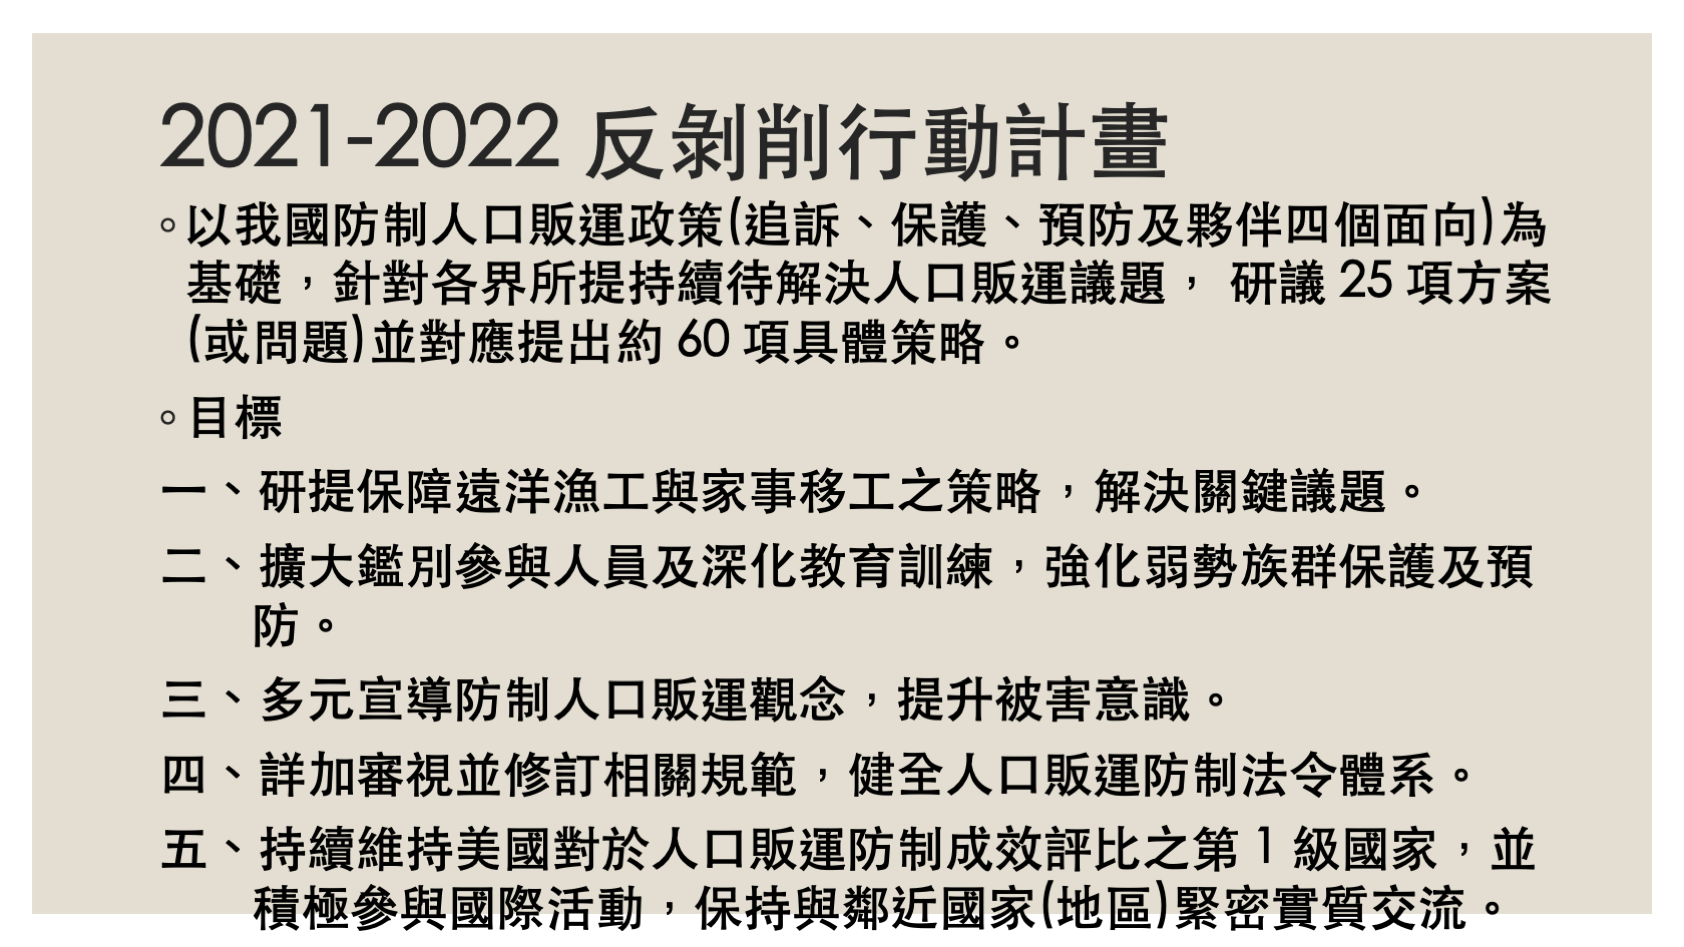 2021-2022 反剝削行動計畫
◦以我國防制人口販運政策(追訴、保護、預防及夥伴四個面向)為
基礎，針對各界所提持續待解決人口販運議題， 研議 25 項方案
(或問題)並對應提出約 60 項具體策略。
◦目標
一、研提保障遠洋漁工與家事移工之策略，解決關鍵議題。
二、擴大鑑別參與人員及深化教育訓練，強化弱勢族群保護及預
防。
三、多元宣導防制人口販運觀念，提升被害意識。
四、詳加審視並修訂相關規範，健全人口販運防制法令體系。
五、持續維持美國對於人口販運防制成效評比之第 1 級國家，並
積極參與國際活動，保持與鄰近國家(地區)緊密實質交流。